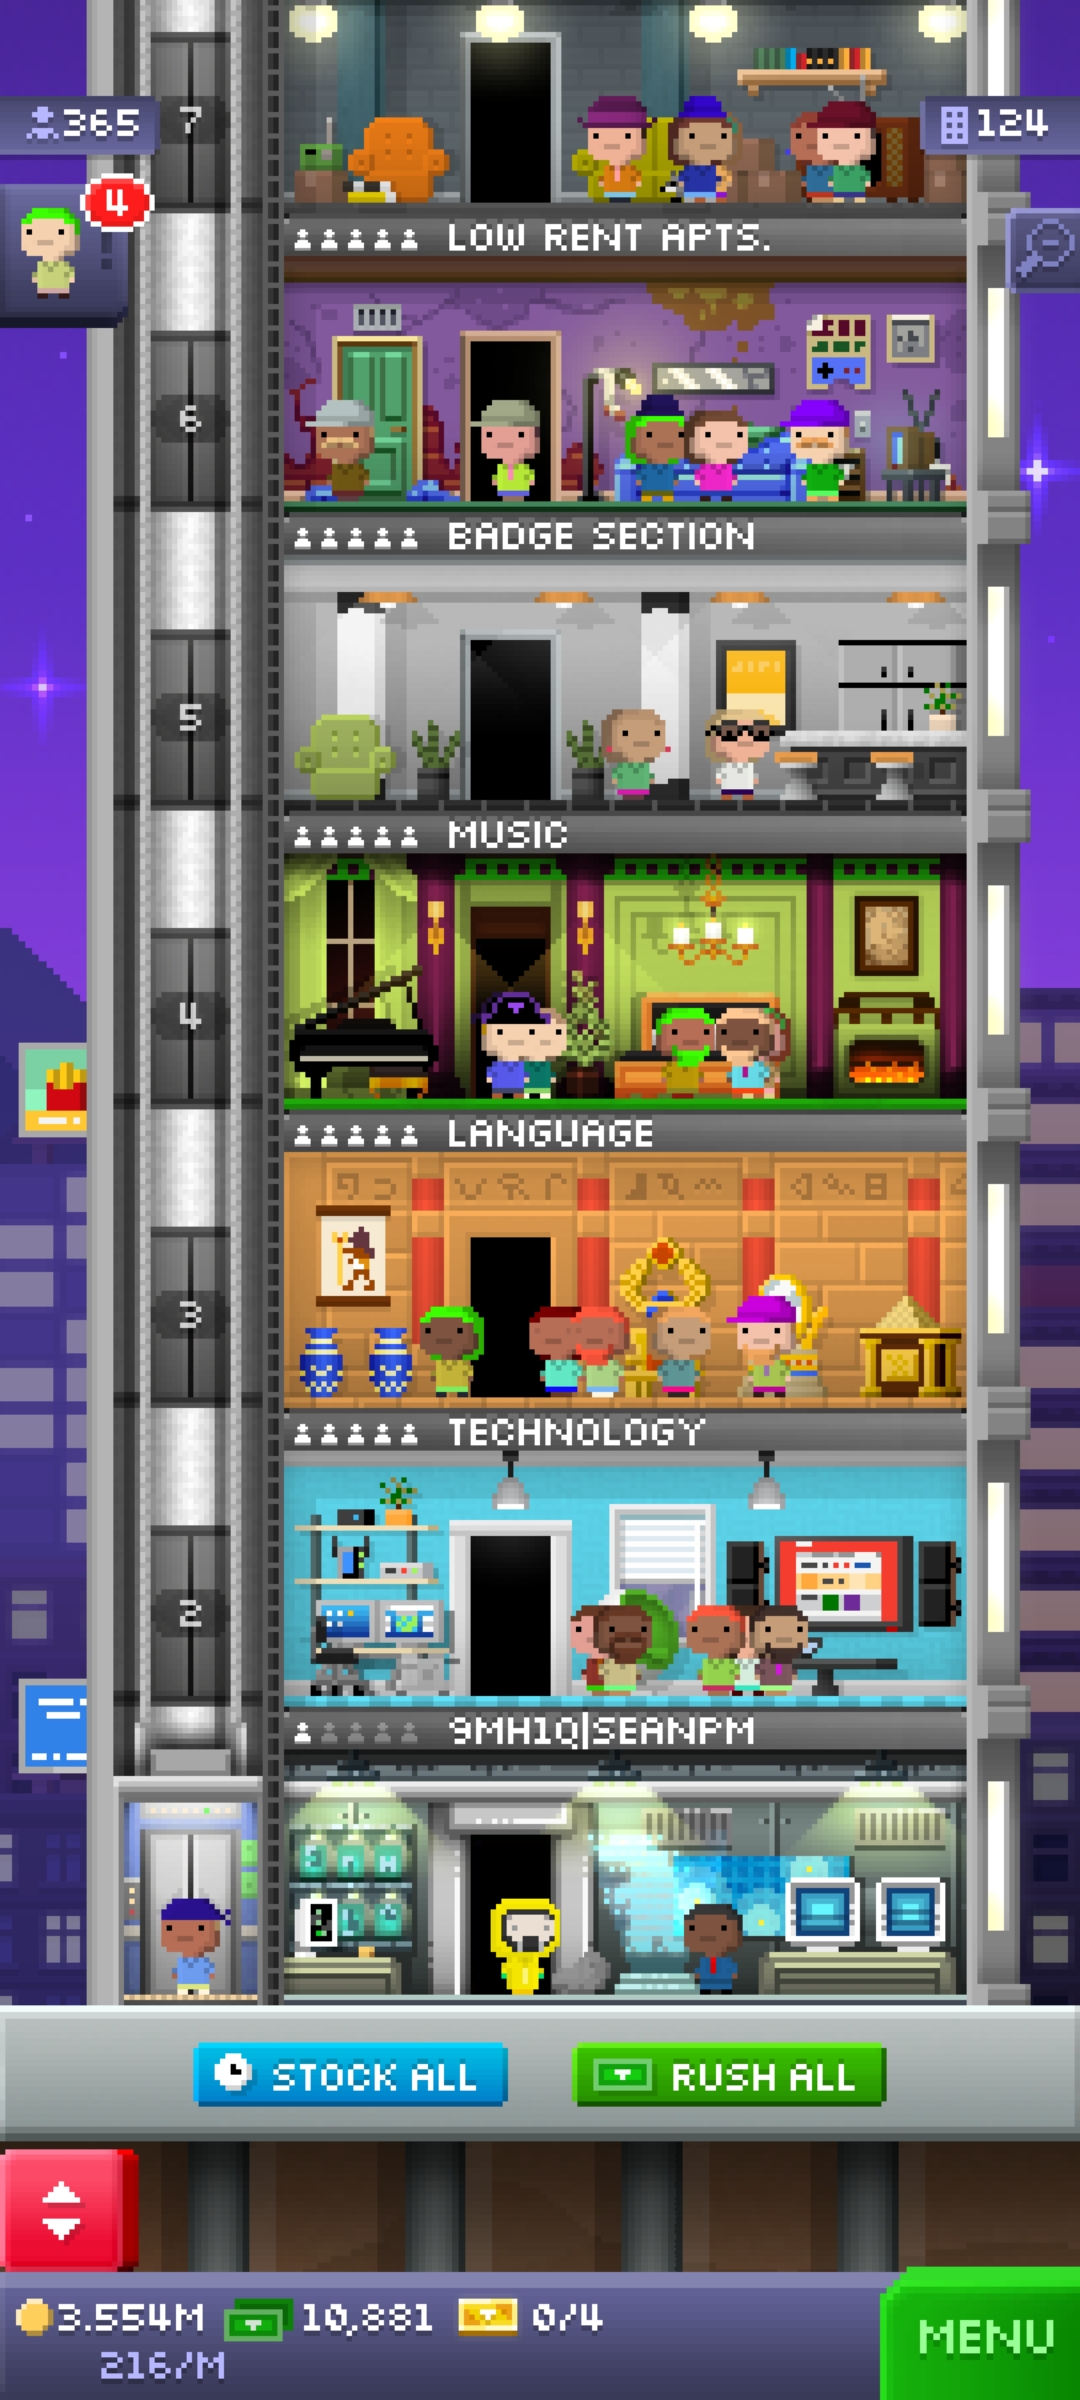 7
365
124
4
LOW RENT APTS.
6
BADGE SECTION
5
MUSIC
4
LANGUAGE
3
TECHNOLOGY
2
9MH1Q|SEANPM
STOCK ALL
RUSH ALL
3.554M 10,881 0/4
216/M
MENU